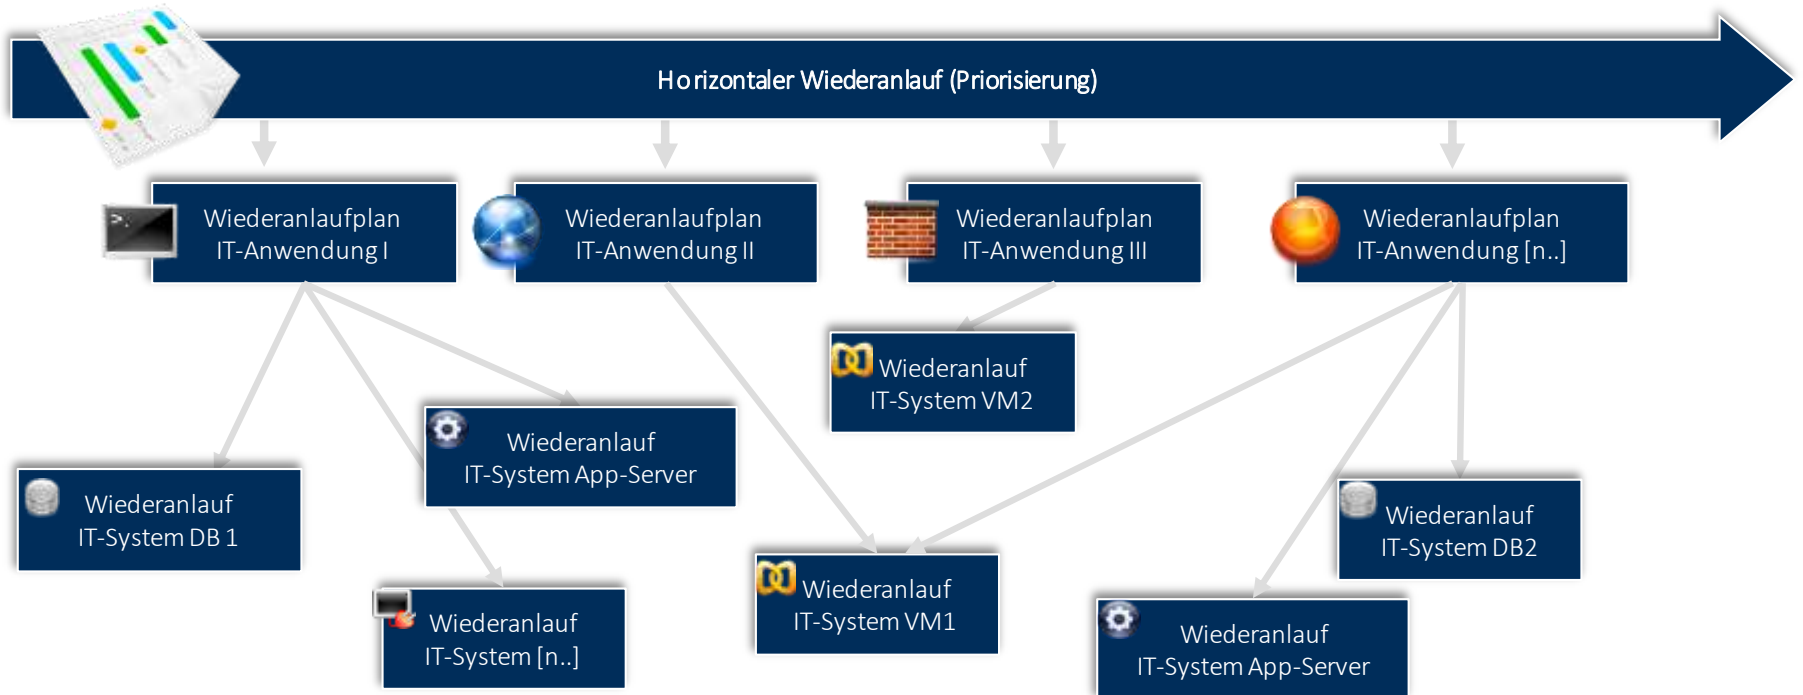 Horizontaler Wiederanlauf (Priorisierung)
Wiederanlaufplan
IT-Anwendung I
Wiederanlaufplan
IT-Anwendung II
Wiederanlaufplan
IT-Anwendung III
Wiederanlaufplan
IT-Anwendung [n..]
Wiederanlauf
IT-System VM2
Wiederanlauf
IT-System App-Server
Wiederanlauf
IT-System DB 1
Wiederanlauf
IT-System DB2
Wiederanlauf
IT-System VM1
Wiederanlauf
IT-System [n..]
Wiederanlauf
IT-System App-Server